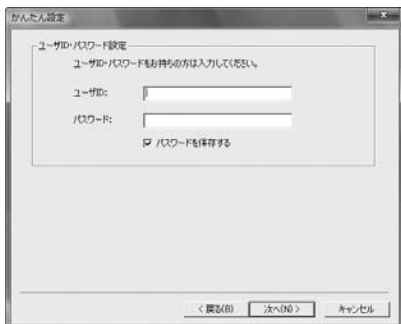 かんたん設定
ユーザID・パスワード設定
ユーザID・パスワードをお持ちの方は入力してください。
ユーザID:
パスワード:
パスワードを保存する
< 戻る(B)
次へ(N) >
キャンセル